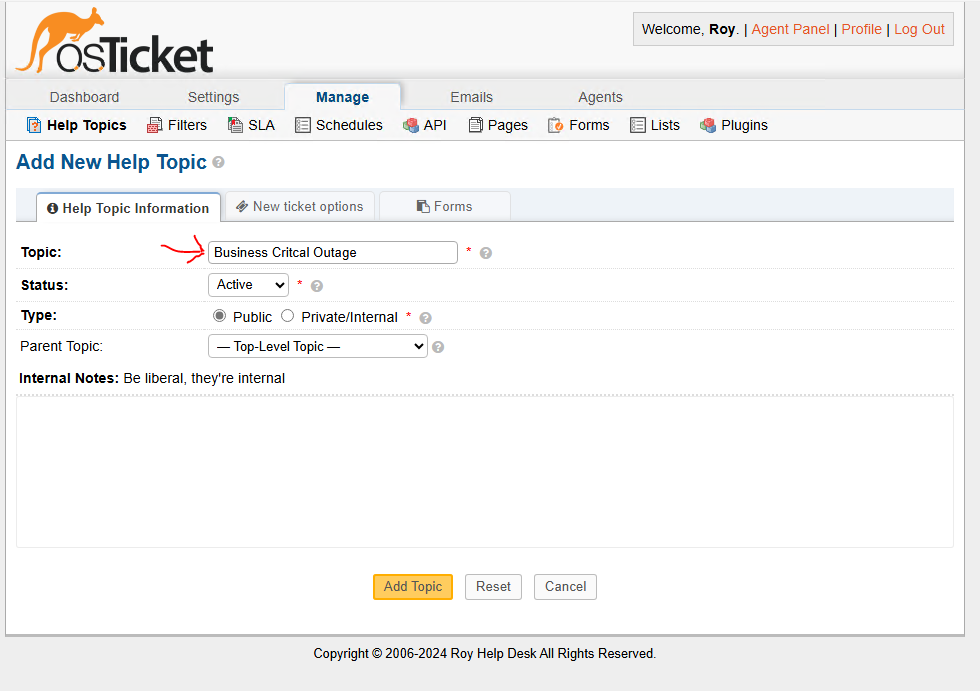 osTicket
Welcome, Roy. | Agent Panel | Profile | Log Out
Dashboard Settings Manage Emails Agents
Help Topics Filters SLA Schedules API Pages Forms Lists Plugins
Add New Help Topic ?
Help Topic Information New ticket options Forms
Topic: Business Critcal Outage * ?
Status: Active * ?
Type: Public Private/Internal * ?
Parent Topic: — Top-Level Topic — ?
Internal Notes: Be liberal, they're internal
Add Topic Reset Cancel
Copyright © 2006-2024 Roy Help Desk All Rights Reserved.